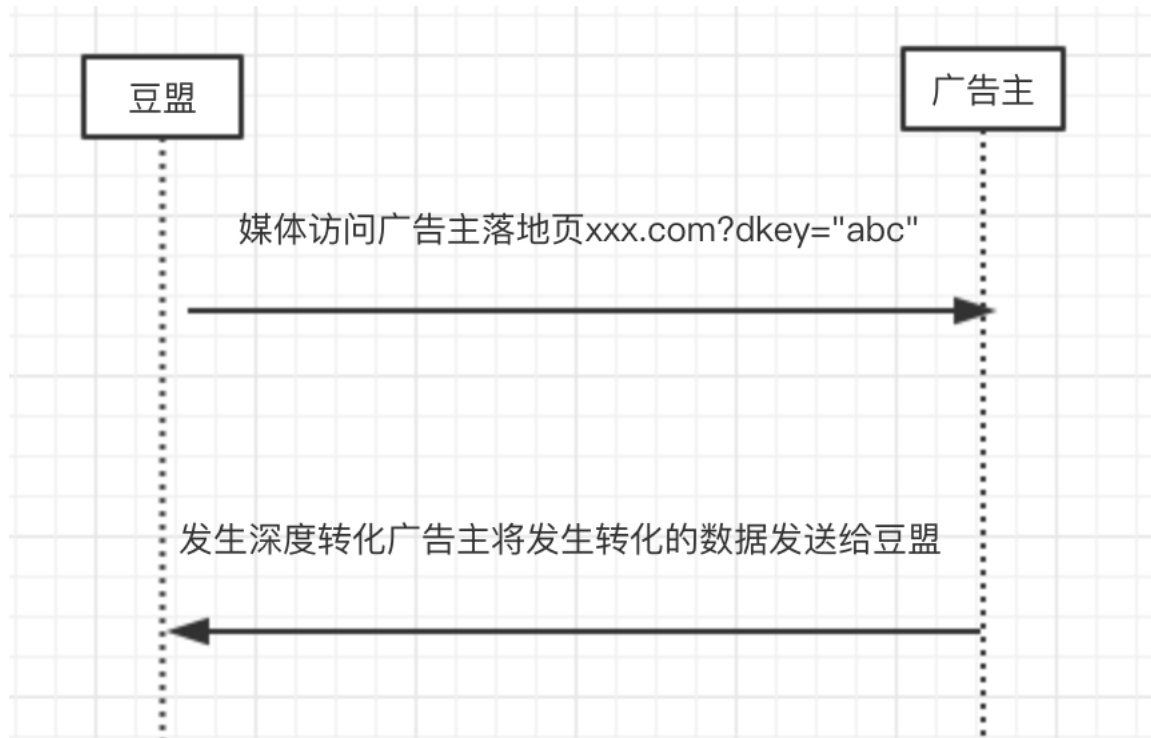 豆盟
广告主
媒体访问广告主落地页xxx.com?dkey="abc"
发生深度转化广告主将发生转化的数据发送给豆盟